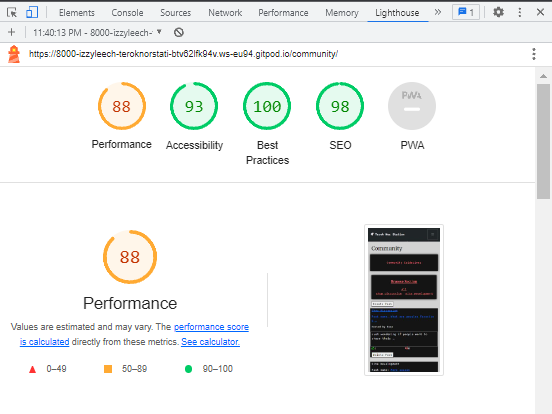 Elements Console Sources Network Performance Memory Lighthouse » 1
11:40:13 PM - 8000-izzyleech-
https://8000-izzyleech-teroknorstati-btv62lfk94v.ws-eu94.gitpod.io/community/
88 93 100 98 PWA
Performance Accessibility Best Practices SEO PWA
88
Performance
Values are estimated and may vary. The performance score
is calculated directly from these metrics. See calculator.
0–49 50–89 90–100
Community